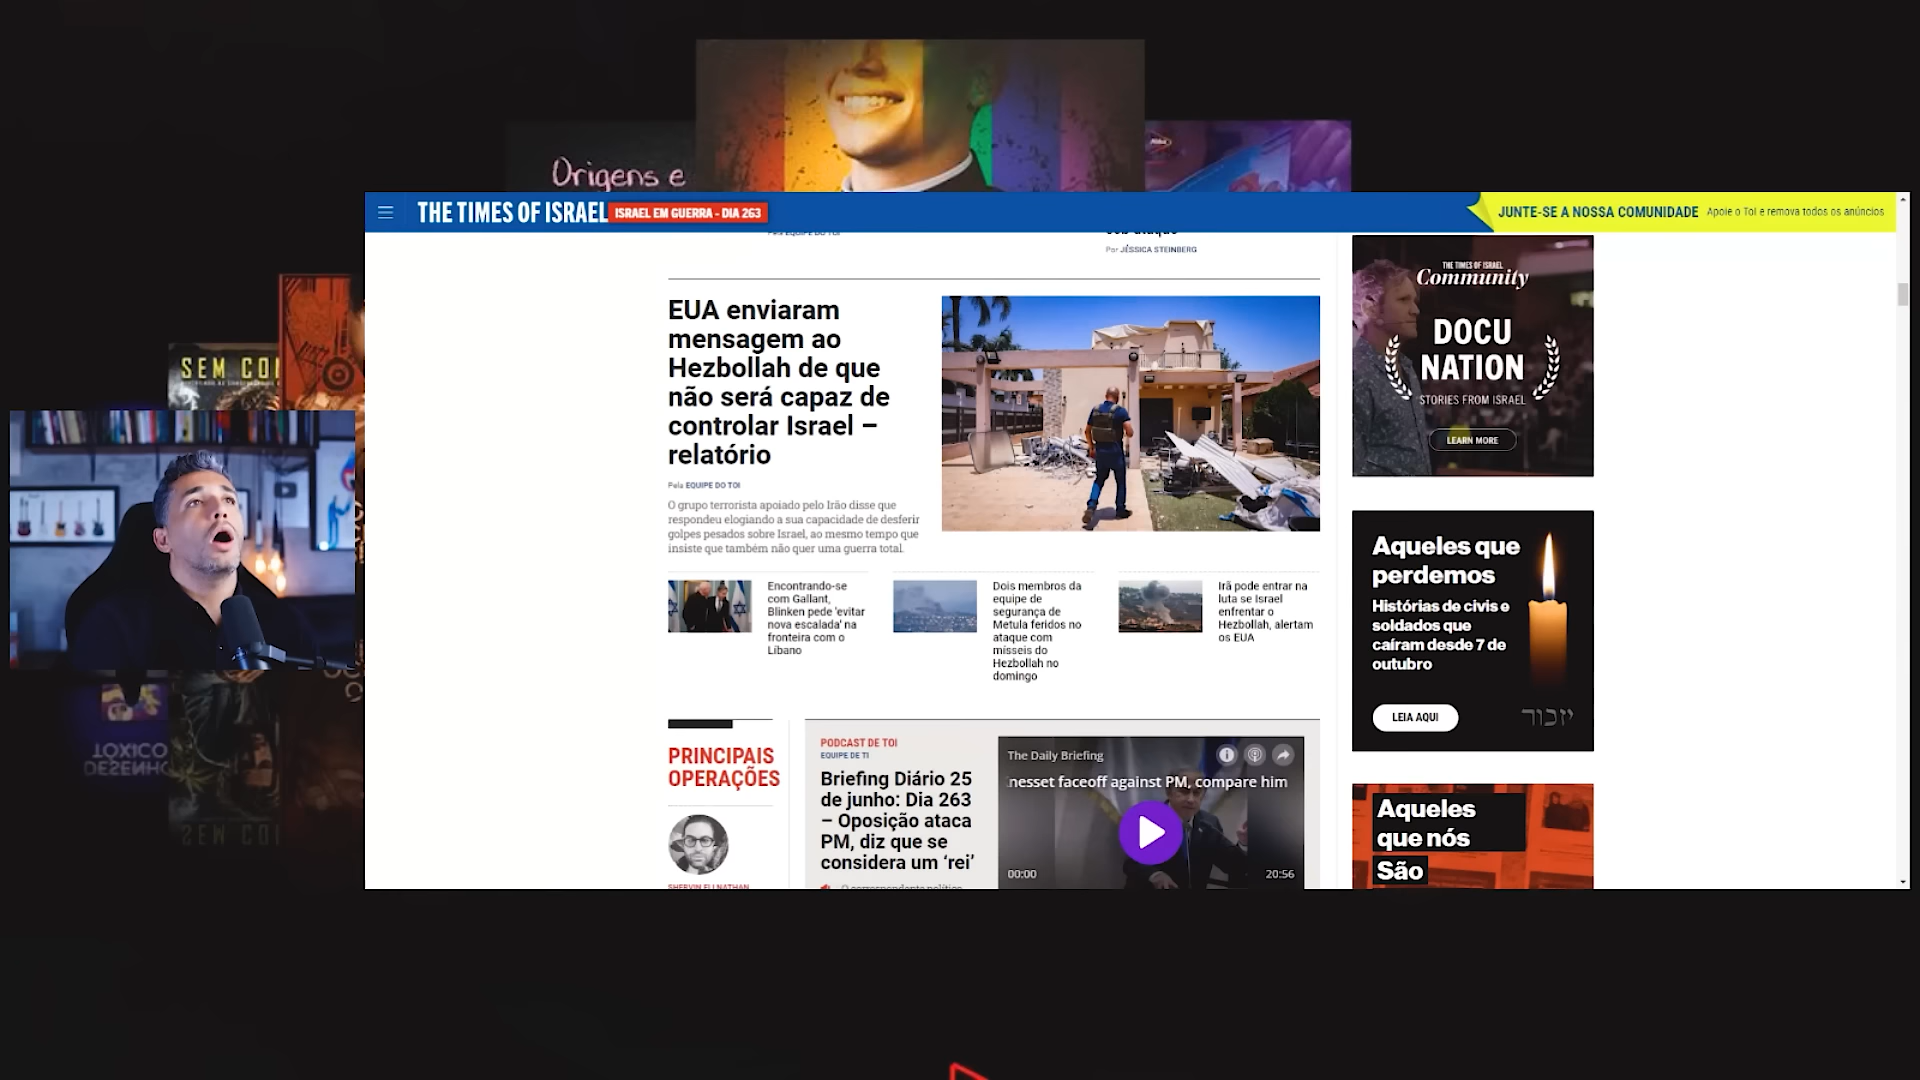 Origens e
THE TIMES OF ISRAEL
ISRAEL EM GUERRA - DIA 263
JUNTE-SE A NOSSA COMUNIDADE
Apoie o ToI e remova todos os anúncios
Pela EQUIPE DO TOI
Por JÉSSICA STEINBERG
EUA enviaram
mensagem ao
Hezbollah de que
não será capaz de
controlar Israel –
relatório
Pela EQUIPE DO TOI
O grupo terrorista apoiado pelo Irão disse que
respondeu elogiando a sua capacidade de desferir
golpes pesados sobre Israel, ao mesmo tempo que
insiste que também não quer uma guerra total.
Encontrando-se
com Gallant,
Blinken pede 'evitar
nova escalada' na
fronteira com o
Líbano
Dois membros da
equipe de
segurança de
Metula feridos no
ataque com
mísseis do
Hezbollah no
domingo
Irã pode entrar na
luta se Israel
enfrentar o
Hezbollah, alertam
os EUA
PRINCIPAIS
OPERAÇÕES
PODCAST DE TOI
EQUIPE DE TI
Briefing Diário 25
de junho: Dia 263
– Oposição ataca
PM, diz que se
considera um ‘rei’
The Daily Briefing
nesset faceoff against PM, compare him
00:00
20:56
THE TIMES OF ISRAEL
Community
DOCU
NATION
STORIES FROM ISRAEL
LEARN MORE
Aqueles que
perdemos
Histórias de civis e
soldados que
caíram desde 7 de
outubro
LEIA AQUI
יזכור
Aqueles
que nós
São
SEM CO